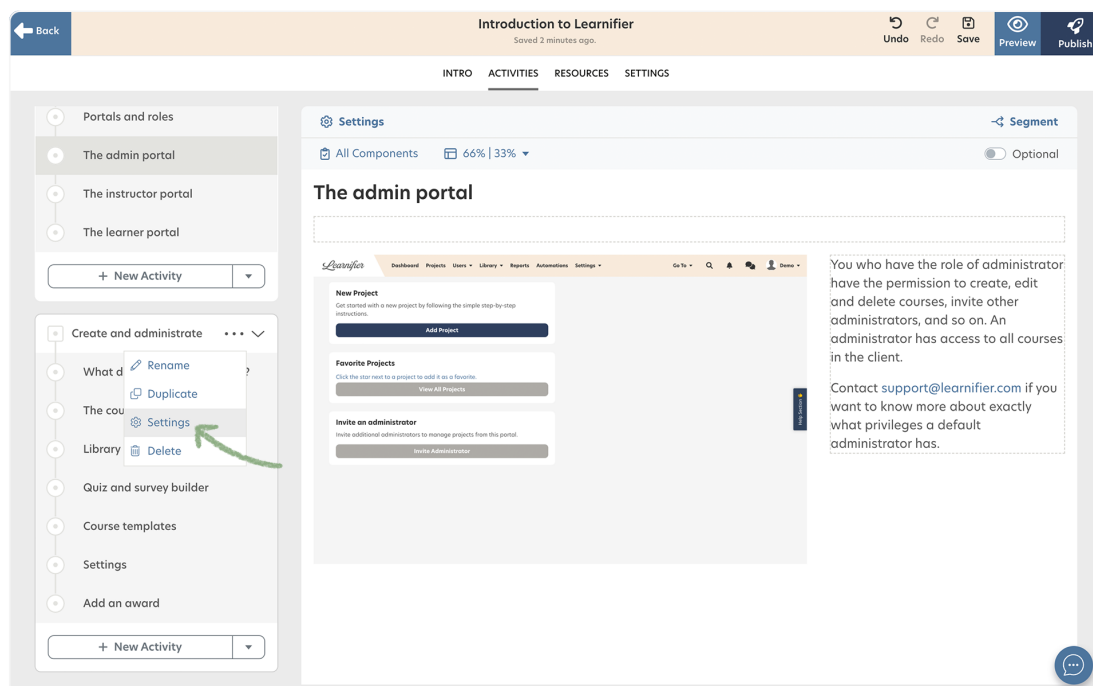 Back
Introduction to Learnifier
Saved 2 minutes ago.
Undo
Redo
Save
Preview
Publish
INTRO ACTIVITIES RESOURCES SETTINGS
Portals and roles
The admin portal
The instructor portal
The learner portal
+ New Activity
Create and administrate
What d ?
Rename
Duplicate
The cou
Settings
Library
Delete
Quiz and survey builder
Course templates
Settings
Add an award
+ New Activity
Settings
Segment
All Components
66% | 33%
Optional
The admin portal
Learnifier
Dashboard Projects Users Library Reports Automations Settings Go To Demo
New Project
Get started with a new project by following the simple step-by-step
instructions.
Add Project
Favorite Projects
Click the star next to a project to add it as a favorite.
View All Projects
Invite an administrator
Invite additional administrators to manage projects from this portal.
Invite Administrator
Help Section
You who have the role of administrator
have the permission to create, edit
and delete courses, invite other
administrators, and so on. An
administrator has access to all courses
in the client.
Contact support@learnifier.com if you
want to know more about exactly
what privileges a default
administrator has.